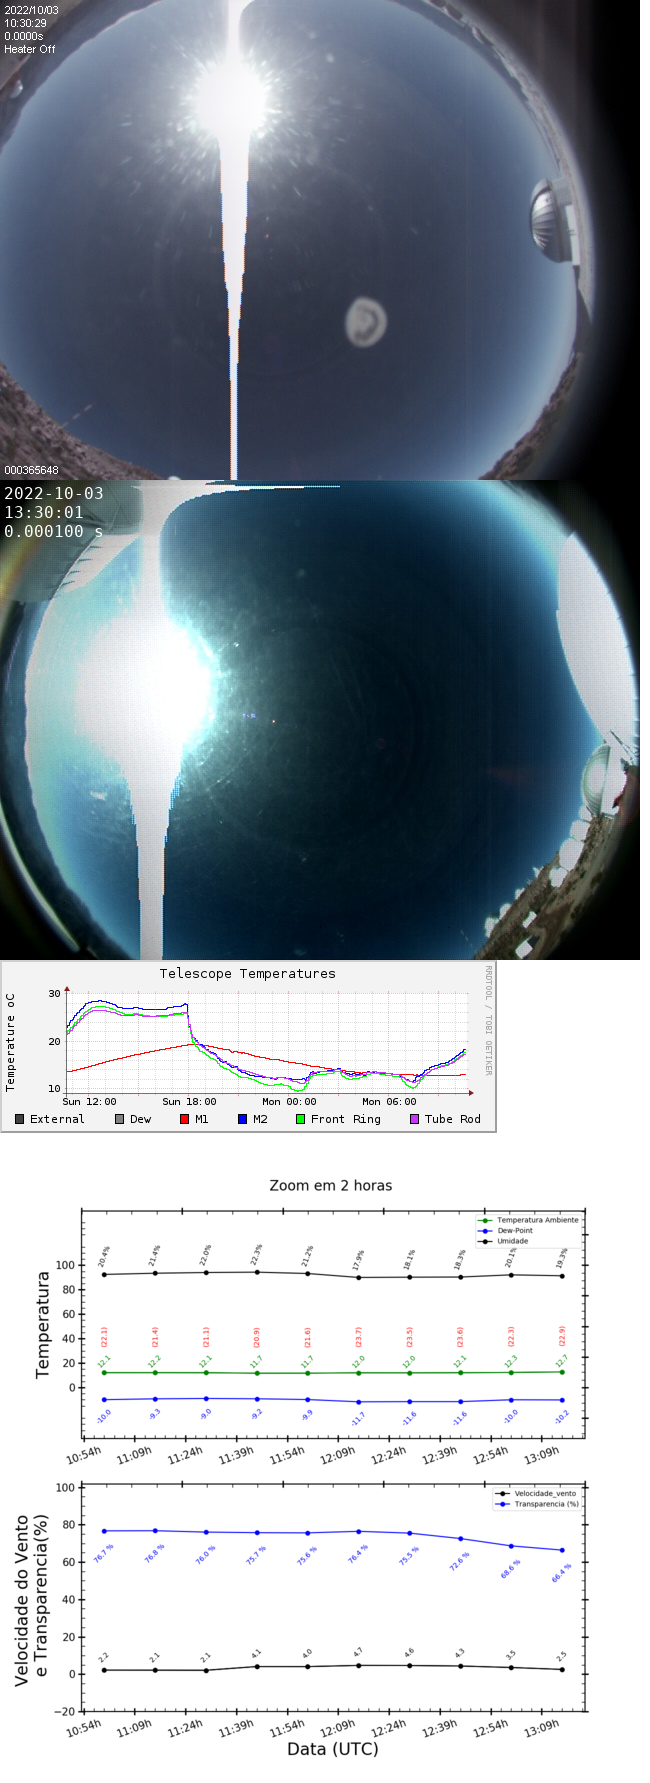 2022/10/03
10:30:29
0.0000s
Heater Off
000365648
2022-10-03
13:30:01
0.000100 s
Telescope Temperatures
RRDTOOL / TOBI OETIKER
Temperature oC
30
20
10
Sun 12:00 Sun 18:00 Mon 00:00 Mon 06:00
External Dew M1 M2 Front Ring Tube Rod
Zoom em 2 horas
Temperatura Ambiente
Dew-Point
Umidade
Temperatura
100
80
60
40
20
0
20.4% 21.4% 22.0% 22.3% 21.2% 17.9% 18.1% 18.3% 20.1% 19.3%
(22.1) (21.4) (21.1) (20.9) (21.6) (23.7) (23.5) (23.6) (22.3) (22.9)
12.1 12.2 12.1 11.7 11.7 12.0 12.0 12.1 12.3 12.7
-10.0 -9.3 -9.0 -9.2 -9.9 -11.7 -11.6 -11.6 -10.0 -10.2
10:54h 11:09h 11:24h 11:39h 11:54h 12:09h 12:24h 12:39h 12:54h 13:09h
Velocidade_vento
Transparencia (%)
Velocidade do Vento
e Transparencia(%)
100
80
60
40
20
0
−20
76.7 % 76.8 % 76.0 % 75.7 % 75.6 % 76.4 % 75.5 % 72.6 % 68.6 % 66.4 %
2.2 2.1 2.1 4.1 4.0 4.7 4.6 4.3 3.5 2.5
10:54h 11:09h 11:24h 11:39h 11:54h 12:09h 12:24h 12:39h 12:54h 13:09h
Data (UTC)